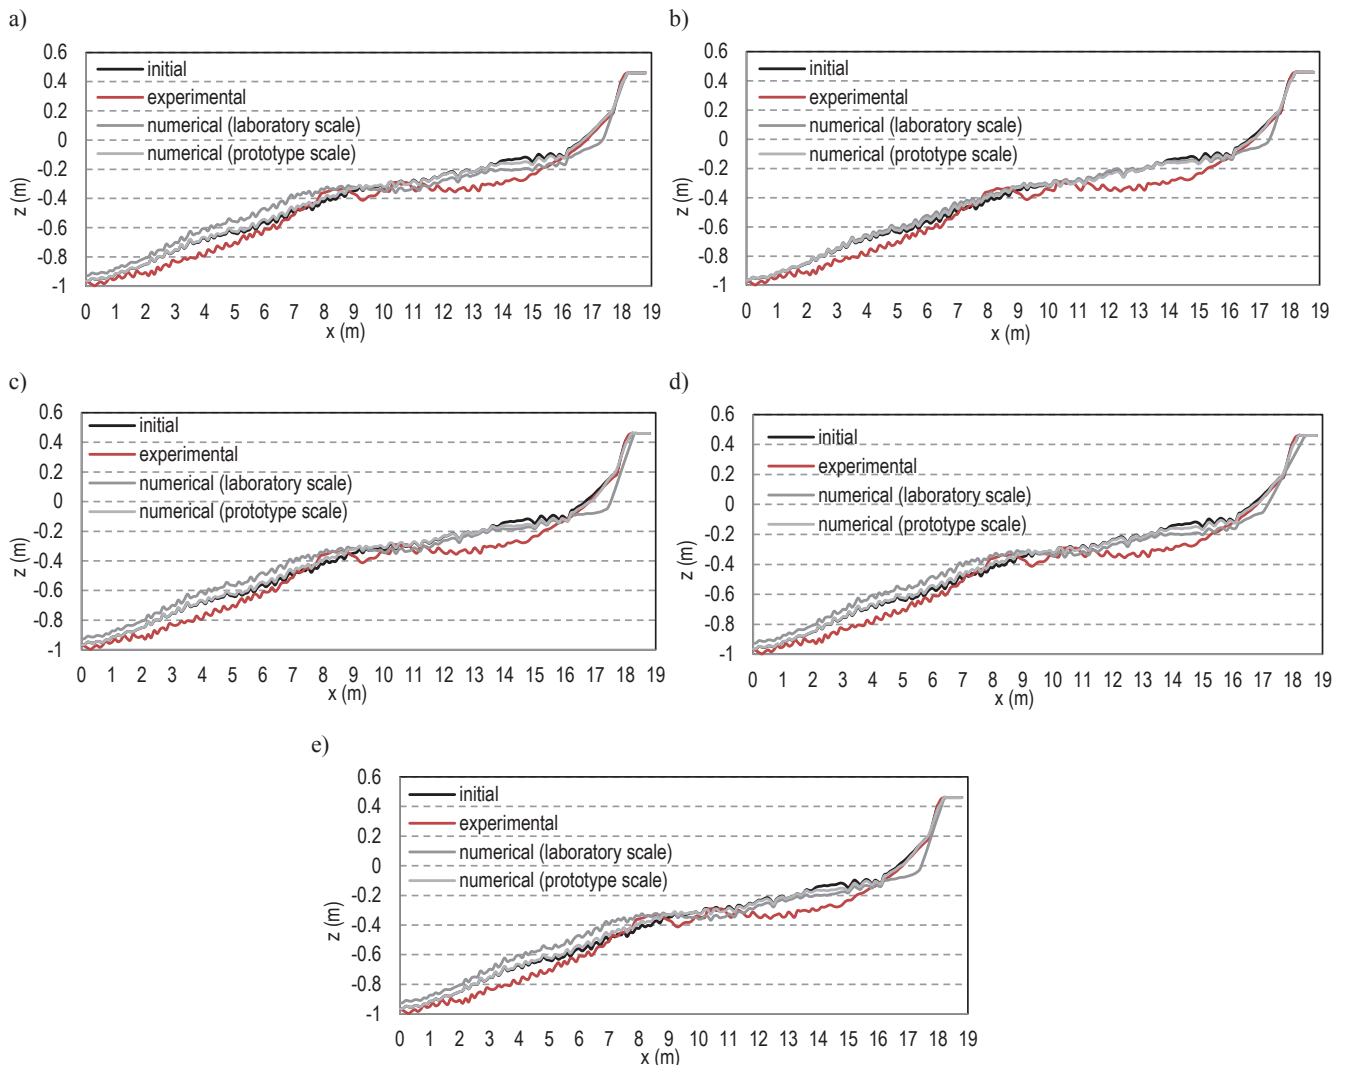 a)
0.6
0.4
0.2
0
-0.2
-0.4
-0.6
-0.8
-1
z (m)
initial
experimental
numerical (laboratory scale)
numerical (prototype scale)
0 1 2 3 4 5 6 7 8 9 10 11 12 13 14 15 16 17 18 19
x (m)
b)
0.6
0.4
0.2
0
-0.2
-0.4
-0.6
-0.8
-1
z (m)
initial
experimental
numerical (laboratory scale)
numerical (prototype scale)
0 1 2 3 4 5 6 7 8 9 10 11 12 13 14 15 16 17 18 19
x (m)
c)
0.6
0.4
0.2
0
-0.2
-0.4
-0.6
-0.8
-1
z (m)
initial
experimental
numerical (laboratory scale)
numerical (prototype scale)
0 1 2 3 4 5 6 7 8 9 10 11 12 13 14 15 16 17 18 19
x (m)
d)
0.6
0.4
0.2
0
-0.2
-0.4
-0.6
-0.8
-1
z (m)
initial
experimental
numerical (laboratory scale)
numerical (prototype scale)
0 1 2 3 4 5 6 7 8 9 10 11 12 13 14 15 16 17 18 19
x (m)
e)
0.6
0.4
0.2
0
-0.2
-0.4
-0.6
-0.8
-1
z (m)
initial
experimental
numerical (laboratory scale)
numerical (prototype scale)
0 1 2 3 4 5 6 7 8 9 10 11 12 13 14 15 16 17 18 19
x (m)